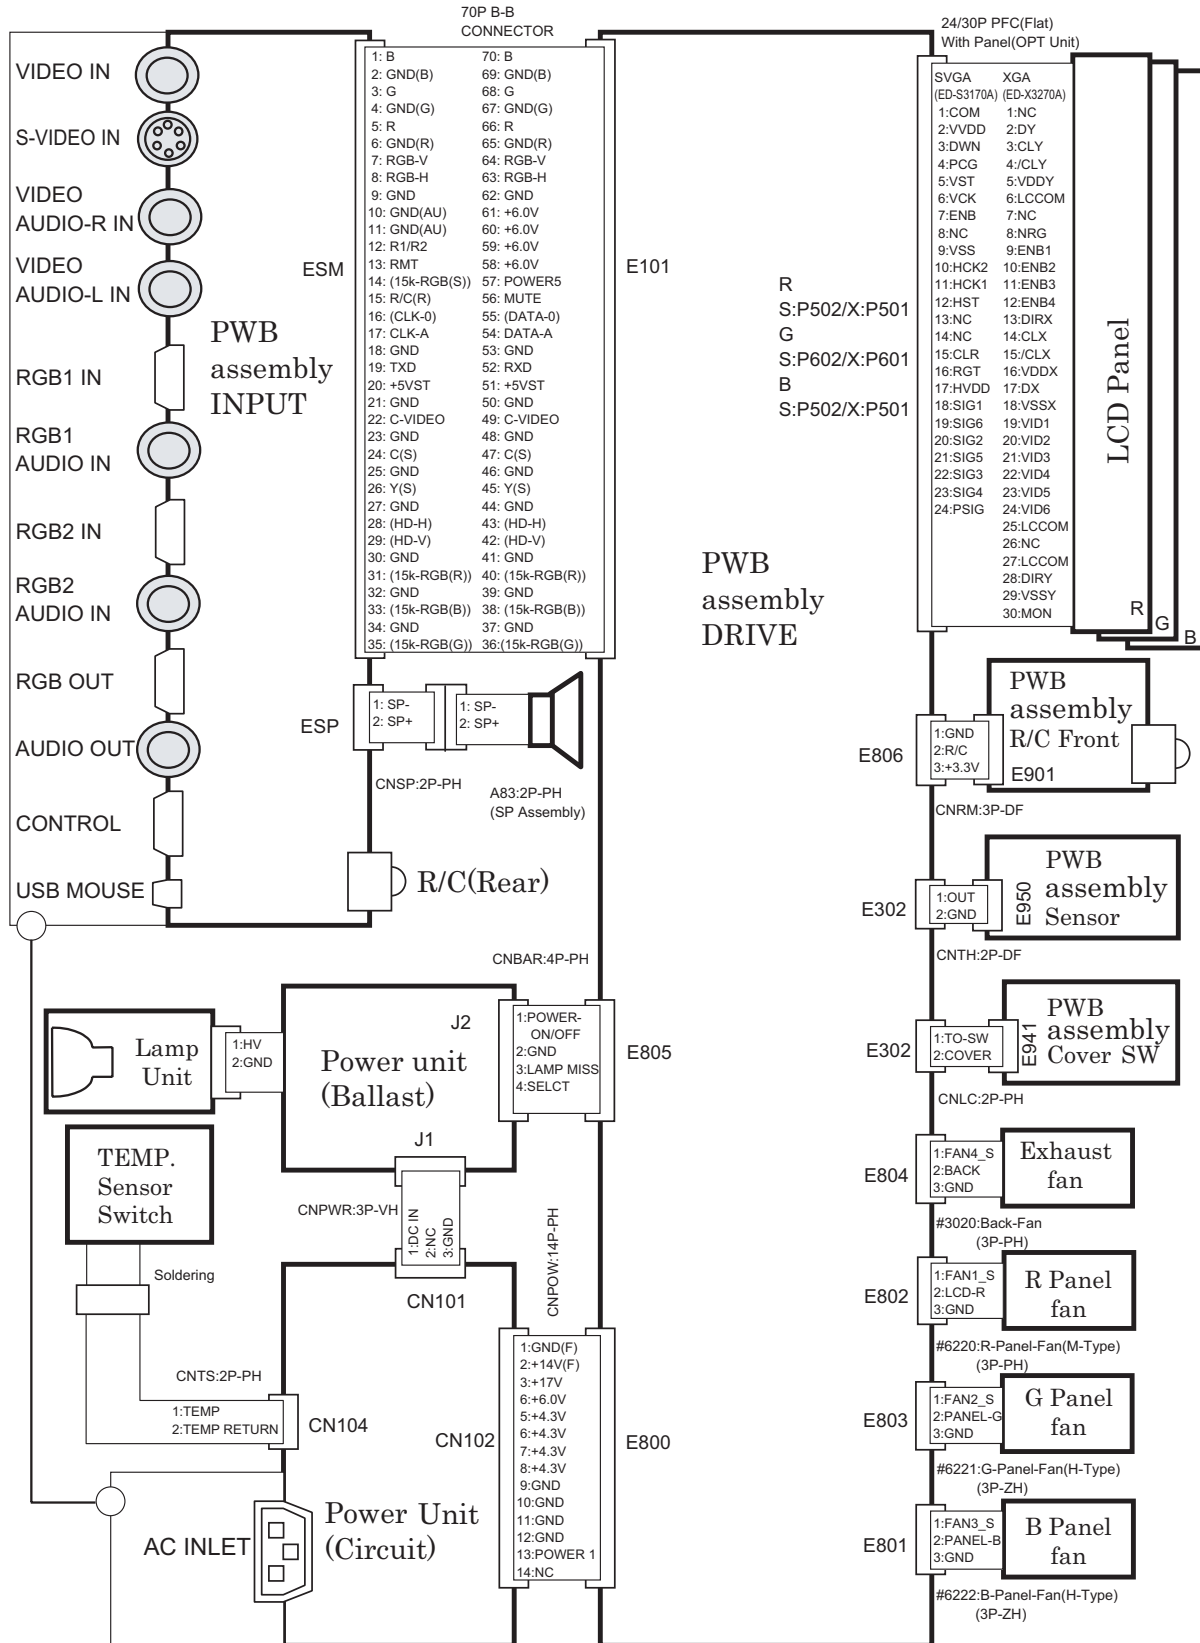 70P B-B
CONNECTOR
24/30P PFC(Flat)
With Panel(OPT Unit)
VIDEO IN
S-VIDEO IN
VIDEO
AUDIO-R IN
VIDEO
AUDIO-L IN
RGB1 IN
RGB1
AUDIO IN
RGB2 IN
RGB2
AUDIO IN
RGB OUT
AUDIO OUT
CONTROL
USB MOUSE
PWB
assembly
INPUT
ESM
1: B
2: GND(B)
3: G
4: GND(G)
5: R
6: GND(R)
7: RGB-V
8: RGB-H
9: GND
10: GND(AU)
11: GND(AU)
12: R1/R2
13: RMT
14: (15k-RGB(S))
15: R/C(R)
16: (CLK-0)
17: CLK-A
18: GND
19: TXD
20: +5VST
21: GND
22: C-VIDEO
23: GND
24: C(S)
25: GND
26: Y(S)
27: GND
28: (HD-H)
29: (HD-V)
30: GND
31: (15k-RGB(R))
32: GND
33: (15k-RGB(B))
34: GND
35: (15k-RGB(G))
70: B
69: GND(B)
68: G
67: GND(G)
66: R
65: GND(R)
64: RGB-V
63: RGB-H
62: GND
61: +6.0V
60: +6.0V
59: +6.0V
58: +6.0V
57: POWER5
56: MUTE
55: (DATA-0)
54: DATA-A
53: GND
52: RXD
51: +5VST
50: GND
49: C-VIDEO
48: GND
47: C(S)
46: GND
45: Y(S)
44: GND
43: (HD-H)
42: (HD-V)
41: GND
40: (15k-RGB(R))
39: GND
38: (15k-RGB(B))
37: GND
36:(15k-RGB(G))
E101
R
S:P502/X:P501
G
S:P602/X:P601
B
S:P502/X:P501
PWB
assembly
DRIVE
SVGA
(ED-S3170A)
1:COM
2:VVDD
3:DWN
4:PCG
5:VST
6:VCK
7:ENB
8:NC
9:VSS
10:HCK2
11:HCK1
12:HST
13:NC
14:NC
15:CLR
16:RGT
17:HVDD
18:SIG1
19:SIG6
20:SIG2
21:SIG5
22:SIG3
23:SIG4
24:PSIG
XGA
(ED-X3270A)
1:NC
2:DY
3:CLY
4:/CLY
5:VDDY
6:LCCOM
7:NC
8:NRG
9:ENB1
10:ENB2
11:ENB3
12:ENB4
13:DIRX
14:CLX
15:/CLX
16:VDDX
17:DX
18:VSSX
19:VID1
20:VID2
21:VID3
22:VID4
23:VID5
24:VID6
25:LCCOM
26:NC
27:LCCOM
28:DIRY
29:VSSY
30:MON
LCD Panel
R
G
B
ESP
1: SP-
2: SP+
1: SP-
2: SP+
CNSP:2P-PH
A83:2P-PH
(SP Assembly)
R/C(Rear)
E806
1:GND
2:R/C
3:+3.3V
PWB
assembly
R/C Front
E901
CNRM:3P-DF
E302
1:OUT
2:GND
E950
PWB
assembly
Sensor
CNTH:2P-DF
E302
1:TO-SW
2:COVER
E941
PWB
assembly
Cover SW
CNLC:2P-PH
E804
1:FAN4_S
2:BACK
3:GND
Exhaust
fan
#3020:Back-Fan
(3P-PH)
E802
1:FAN1_S
2:LCD-R
3:GND
R Panel
fan
#6220:R-Panel-Fan(M-Type)
(3P-PH)
E803
1:FAN2_S
2:PANEL-G
3:GND
G Panel
fan
#6221:G-Panel-Fan(H-Type)
(3P-ZH)
E801
1:FAN3_S
2:PANEL-B
3:GND
B Panel
fan
#6222:B-Panel-Fan(H-Type)
(3P-ZH)
CNBAR:4P-PH
Lamp
Unit
1:HV
2:GND
Power unit
(Ballast)
J2
1:POWER-
ON/OFF
2:GND
3:LAMP MISS
4:SELCT
E805
J1
CNPWR:3P-VH
1:DC IN
2:NC
3:GND
CN101
CNPOW:14P-PH
TEMP.
Sensor
Switch
Soldering
CNTS:2P-PH
1:TEMP
2:TEMP RETURN
CN104
CN102
1:GND(F)
2:+14V(F)
3:+17V
6:+6.0V
5:+4.3V
6:+4.3V
7:+4.3V
8:+4.3V
9:GND
10:GND
11:GND
12:GND
13:POWER 1
14:NC
E800
AC INLET
Power Unit
(Circuit)